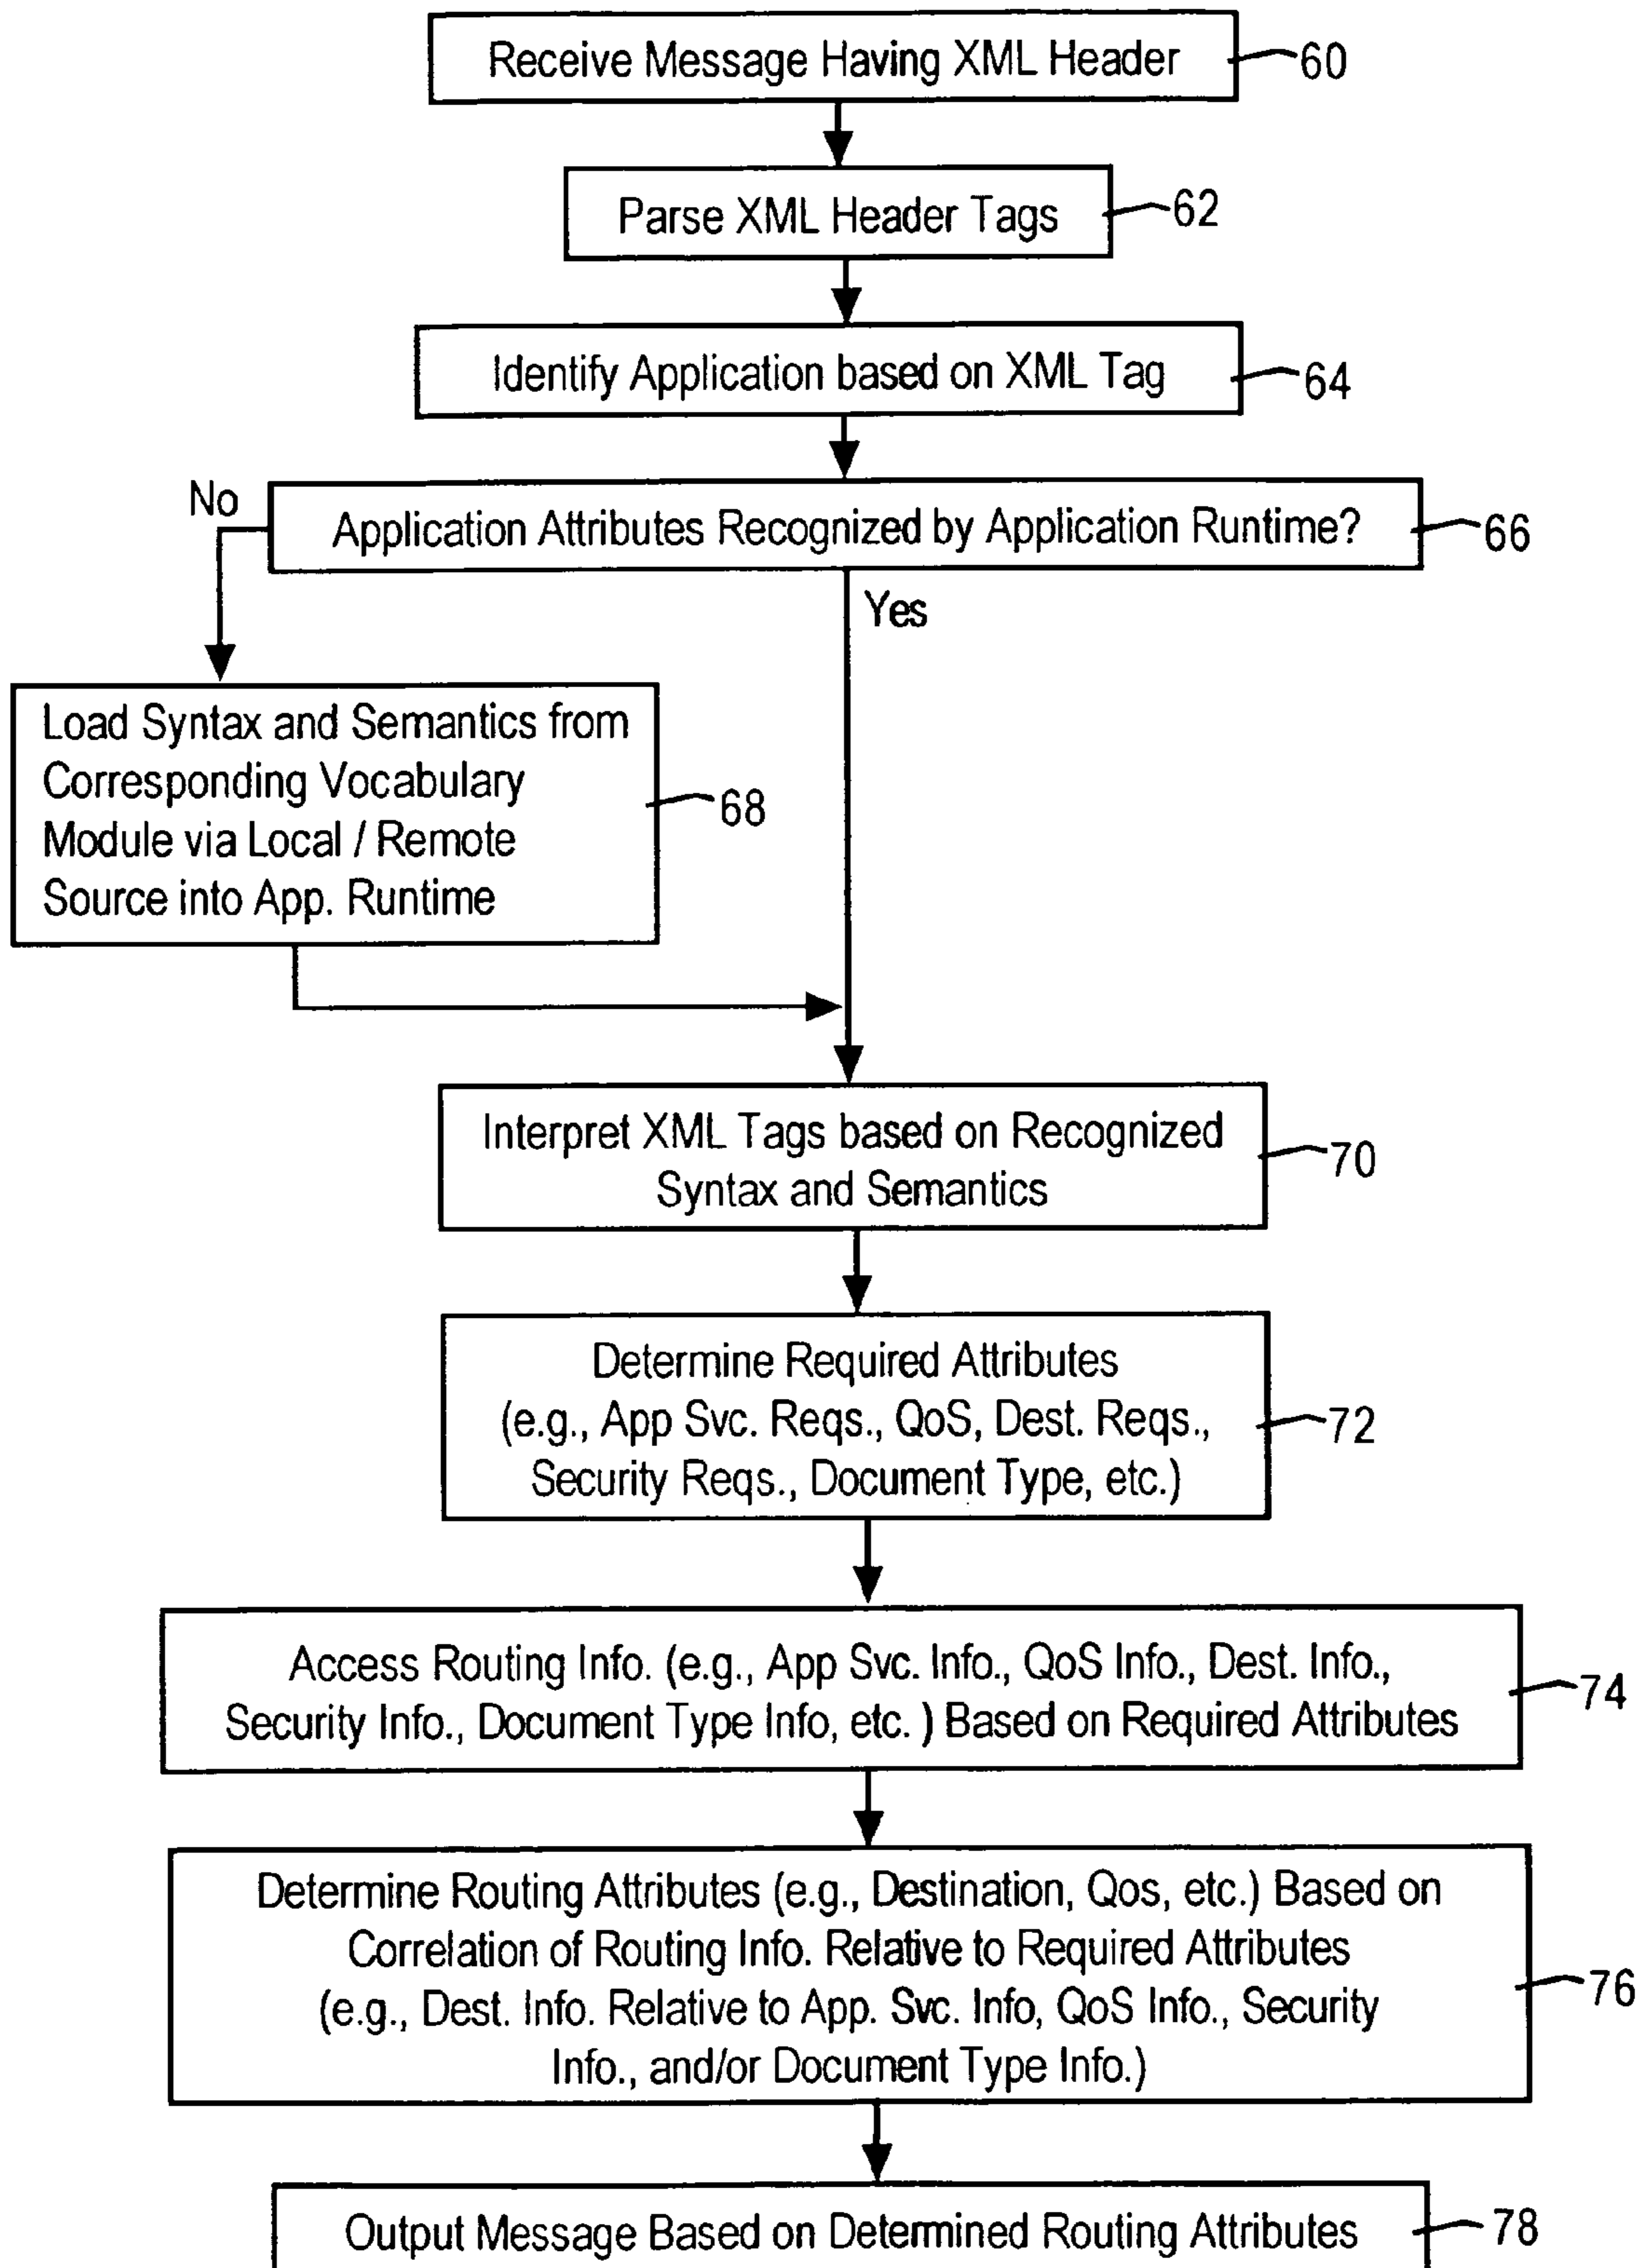 Receive Message Having XML Header
60
Parse XML Header Tags
62
Identify Application based on XML Tag
64
No
Application Attributes Recognized by Application Runtime?
66
Yes
Load Syntax and Semantics from
Corresponding Vocabulary
Module via Local / Remote
Source into App. Runtime
68
Interpret XML Tags based on Recognized
Syntax and Semantics
70
Determine Required Attributes
(e.g., App Svc. Reqs., QoS, Dest. Reqs.,
Security Reqs., Document Type, etc.)
72
Access Routing Info. (e.g., App Svc. Info., QoS Info., Dest. Info.,
Security Info., Document Type Info, etc. ) Based on Required Attributes
74
Determine Routing Attributes (e.g., Destination, Qos, etc.) Based on
Correlation of Routing Info. Relative to Required Attributes
(e.g., Dest. Info. Relative to App. Svc. Info, QoS Info., Security
Info., and/or Document Type Info.)
76
Output Message Based on Determined Routing Attributes
78